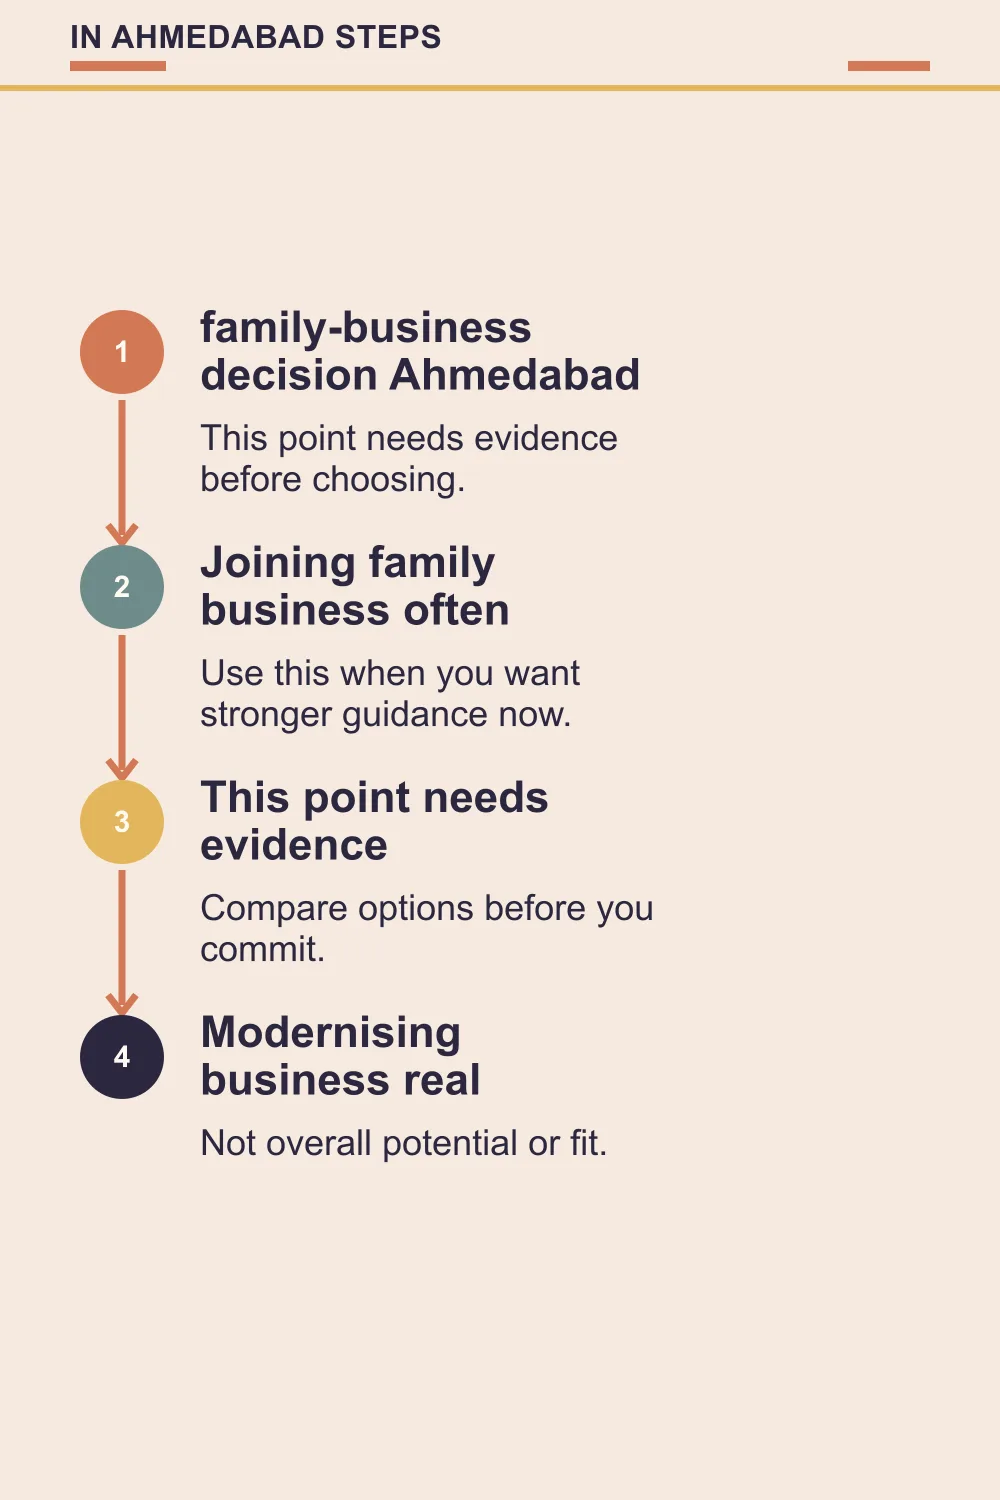 IN AHMEDABAD STEPS
1
family-business
decision Ahmedabad
This point needs evidence
before choosing.
2
Joining family
business often
Use this when you want
stronger guidance now.
3
This point needs
evidence
Compare options before you
commit.
4
Modernising
business real
Not overall potential or fit.